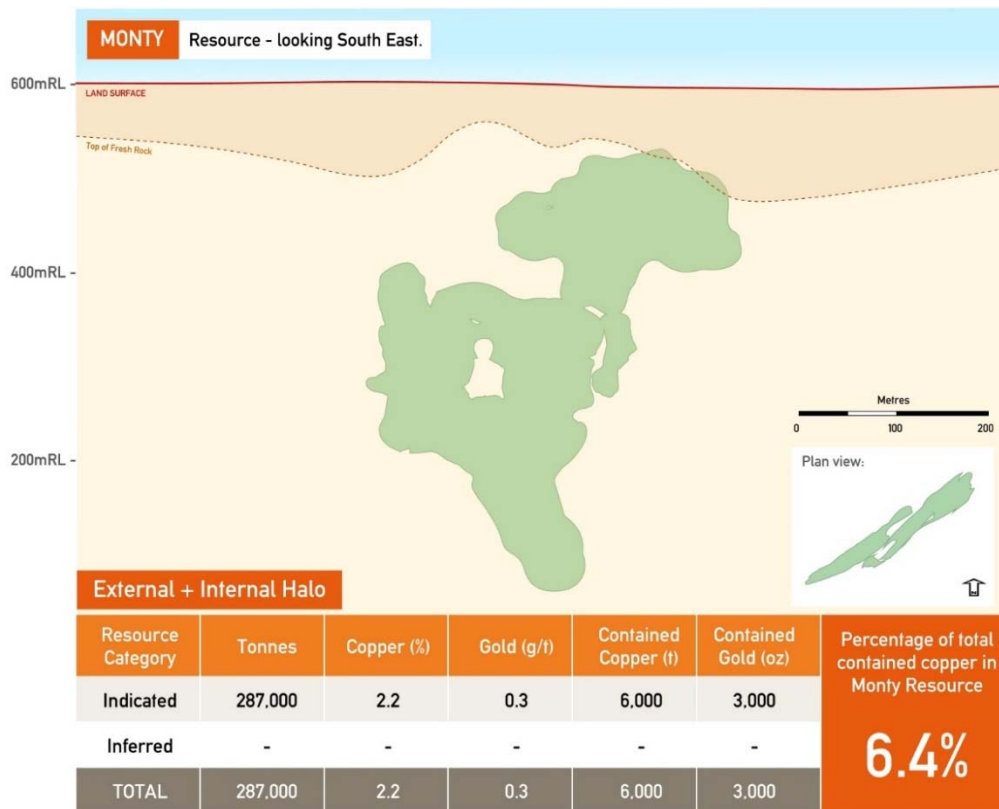 MONTY
Resource - looking South East.
600mRL -
LAND SURFACE
Top of Fresh Rock
400mRL -
200mRL -
Metres
0 100 200
Plan view:
N
External + Internal Halo
Resource Category Tonnes Copper (%) Gold (g/t) Contained Copper (t) Contained Gold (oz)
Indicated 287,000 2.2 0.3 6,000 3,000
Inferred - - - - -
TOTAL 287,000 2.2 0.3 6,000 3,000
Percentage of total
contained copper in
Monty Resource
6.4%